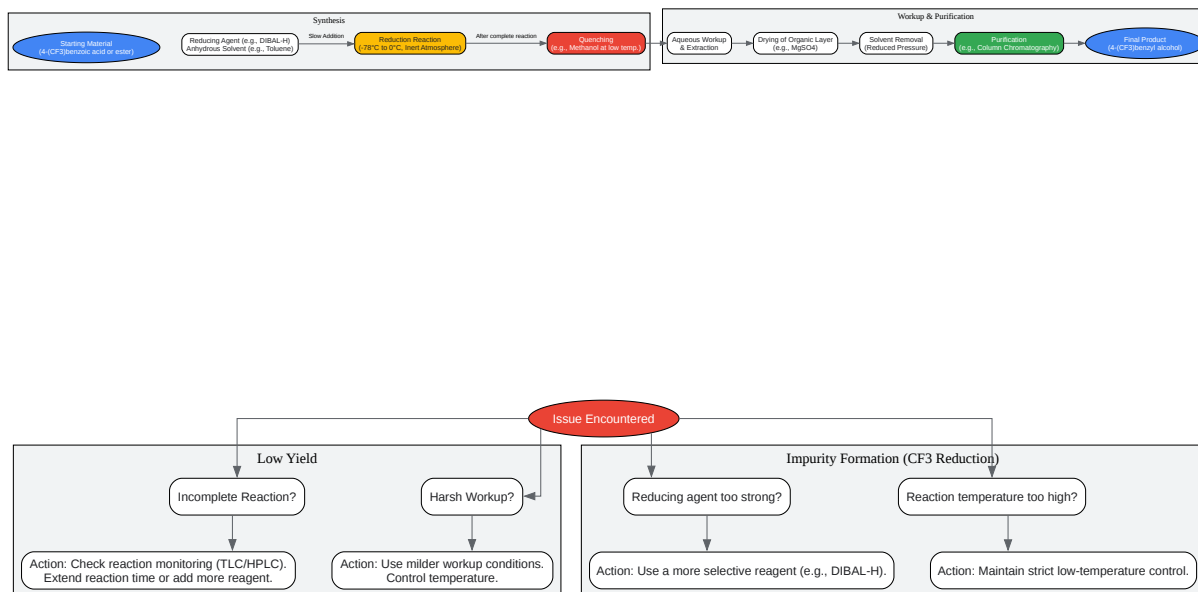 Synthesis
Workup & Purification
Starting Material
(4-(CF3)benzoic acid or ester)
Reducing Agent (e.g., DIBAL-H)
Anhydrous Solvent (e.g., Toluene)
Slow Addition
Reduction Reaction
(-78°C to 0°C, Inert Atmosphere)
After complete reaction
Quenching
(e.g., Methanol at low temp.)
Aqueous Workup
& Extraction
Drying of Organic Layer
(e.g., MgSO4)
Solvent Removal
(Reduced Pressure)
Purification
(e.g., Column Chromatography)
Final Product
(4-(CF3)benzyl alcohol)
Issue Encountered
Low Yield
Impurity Formation (CF3 Reduction)
Incomplete Reaction?
Harsh Workup?
Reducing agent too strong?
Reaction temperature too high?
Action: Check reaction monitoring (TLC/HPLC).
Extend reaction time or add more reagent.
Action: Use milder workup conditions.
Control temperature.
Action: Use a more selective reagent (e.g., DIBAL-H).
Action: Maintain strict low-temperature control.